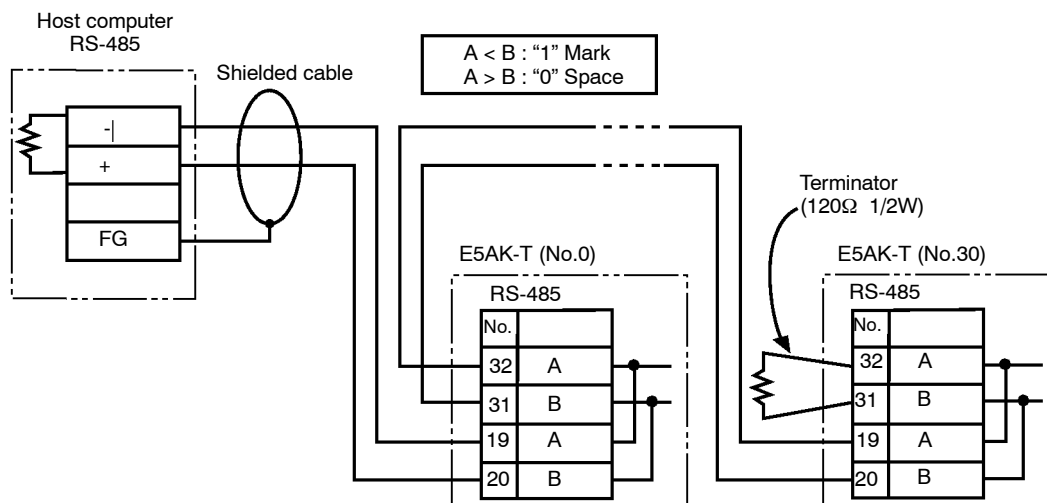 Host computer
RS-485
Shielded cable
A < B : “1” Mark
A > B : “0” Space
-|
+
FG
Terminator
(120Ω 1/2W)
E5AK-T (No.0)
RS-485
No.
32 A
31 B
19 A
20 B
E5AK-T (No.30)
RS-485
No.
32 A
31 B
19 A
20 B